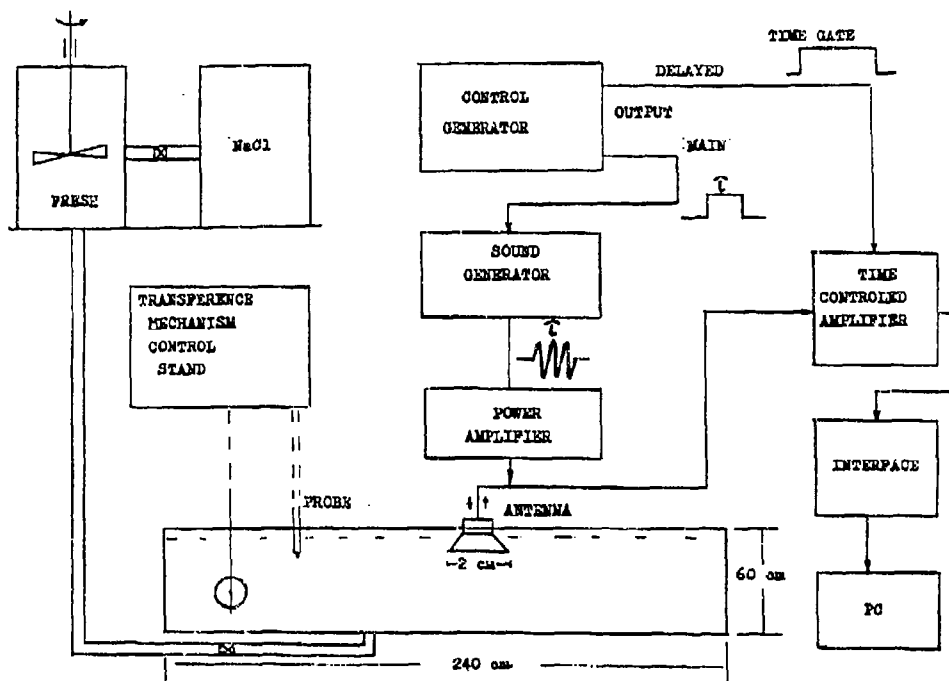 TIME GATE
DELAYED
CONTROL
GENERATOR
OUTPUT
MAIN
NaCl
FRESH
τ
SOUND
GENERATOR
TIME
CONTROLED
AMPLIFIER
TRANSFERENCE
MECHANISM
CONTROL
STAND
τ
POWER
AMPLIFIER
INTERFACE
PROBE
ANTENNA
2 cm
60 cm
PC
240 cm